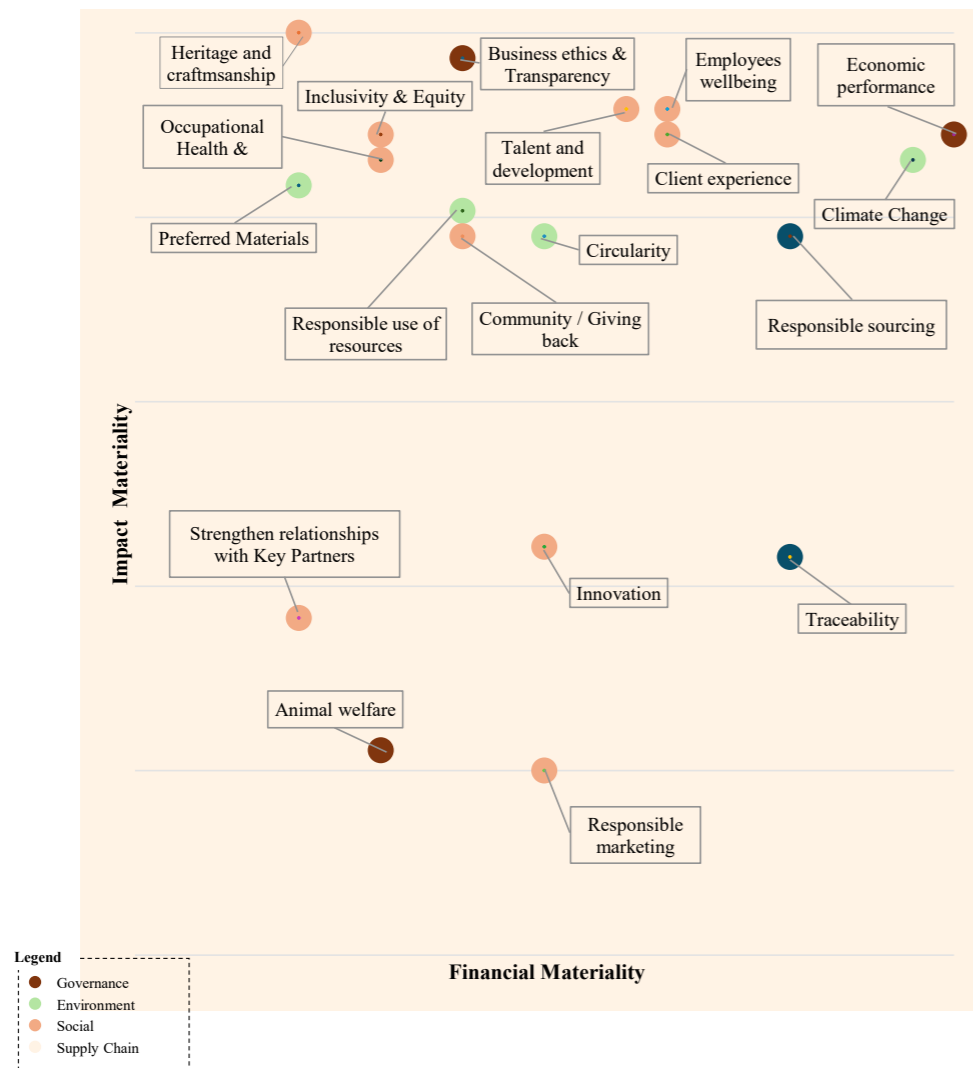 Heritage and
craftmsanship
Business ethics &
Transparency
Employees
wellbeing
Economic
performance
Inclusivity & Equity
Occupational
Health &
Talent and
development
Client experience
Climate Change
Preferred Materials
Circularity
Responsible use of
resources
Community / Giving
back
Responsible sourcing
Impact Materiality
Strengthen relationships
with Key Partners
Innovation
Traceability
Animal welfare
Responsible
marketing
Financial Materiality
Legend
Governance
Environment
Social
Supply Chain